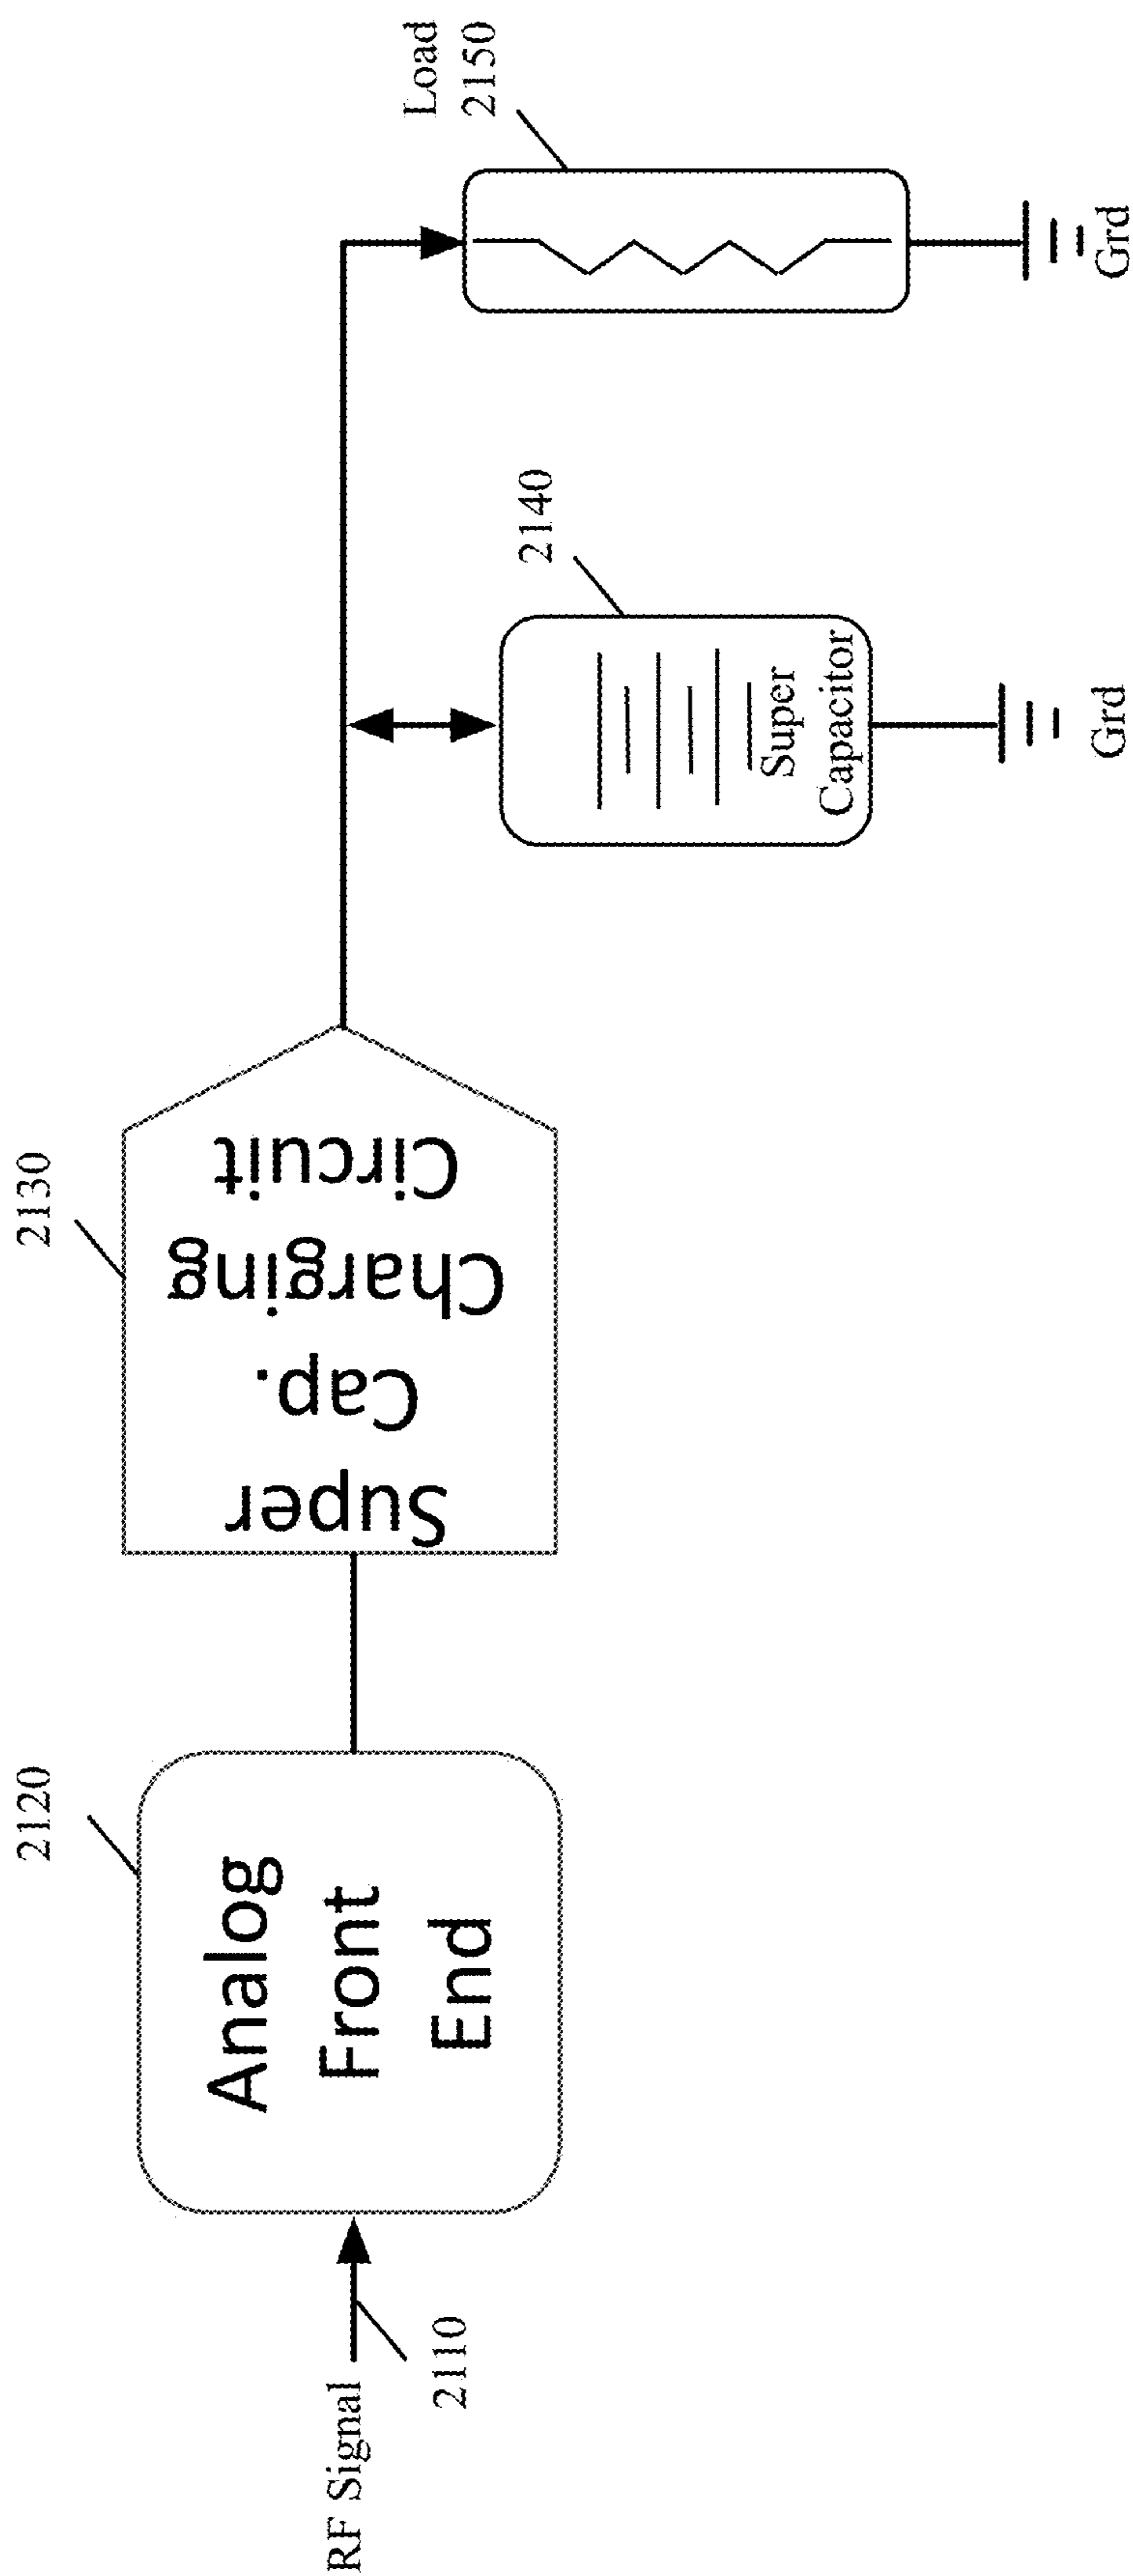 RF Signal
2110
2120
Analog
Front
End
2130
Super
Cap.
Charging
Circuit
2140
Super
Capacitor
Grd
Load
2150
Grd